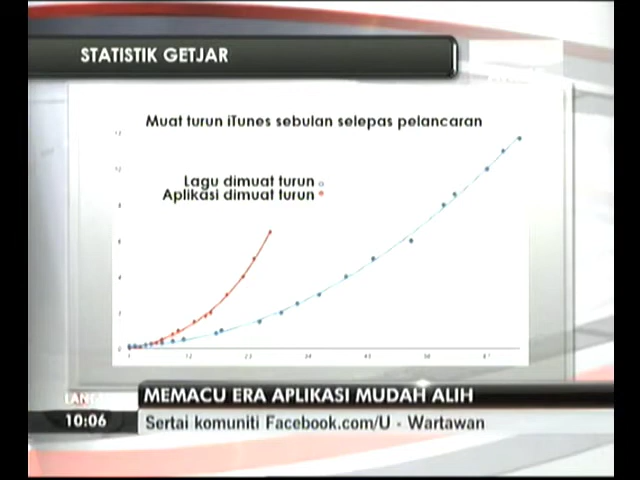 STATISTIK GETJAR
Muat turun iTunes sebulan selepas pelancaran
Lagu dimuat turun
Aplikasi dimuat turun
MEMACU ERA APLIKASI MUDAH ALIH
10:06
Sertai komuniti Facebook.com/U - Wartawan